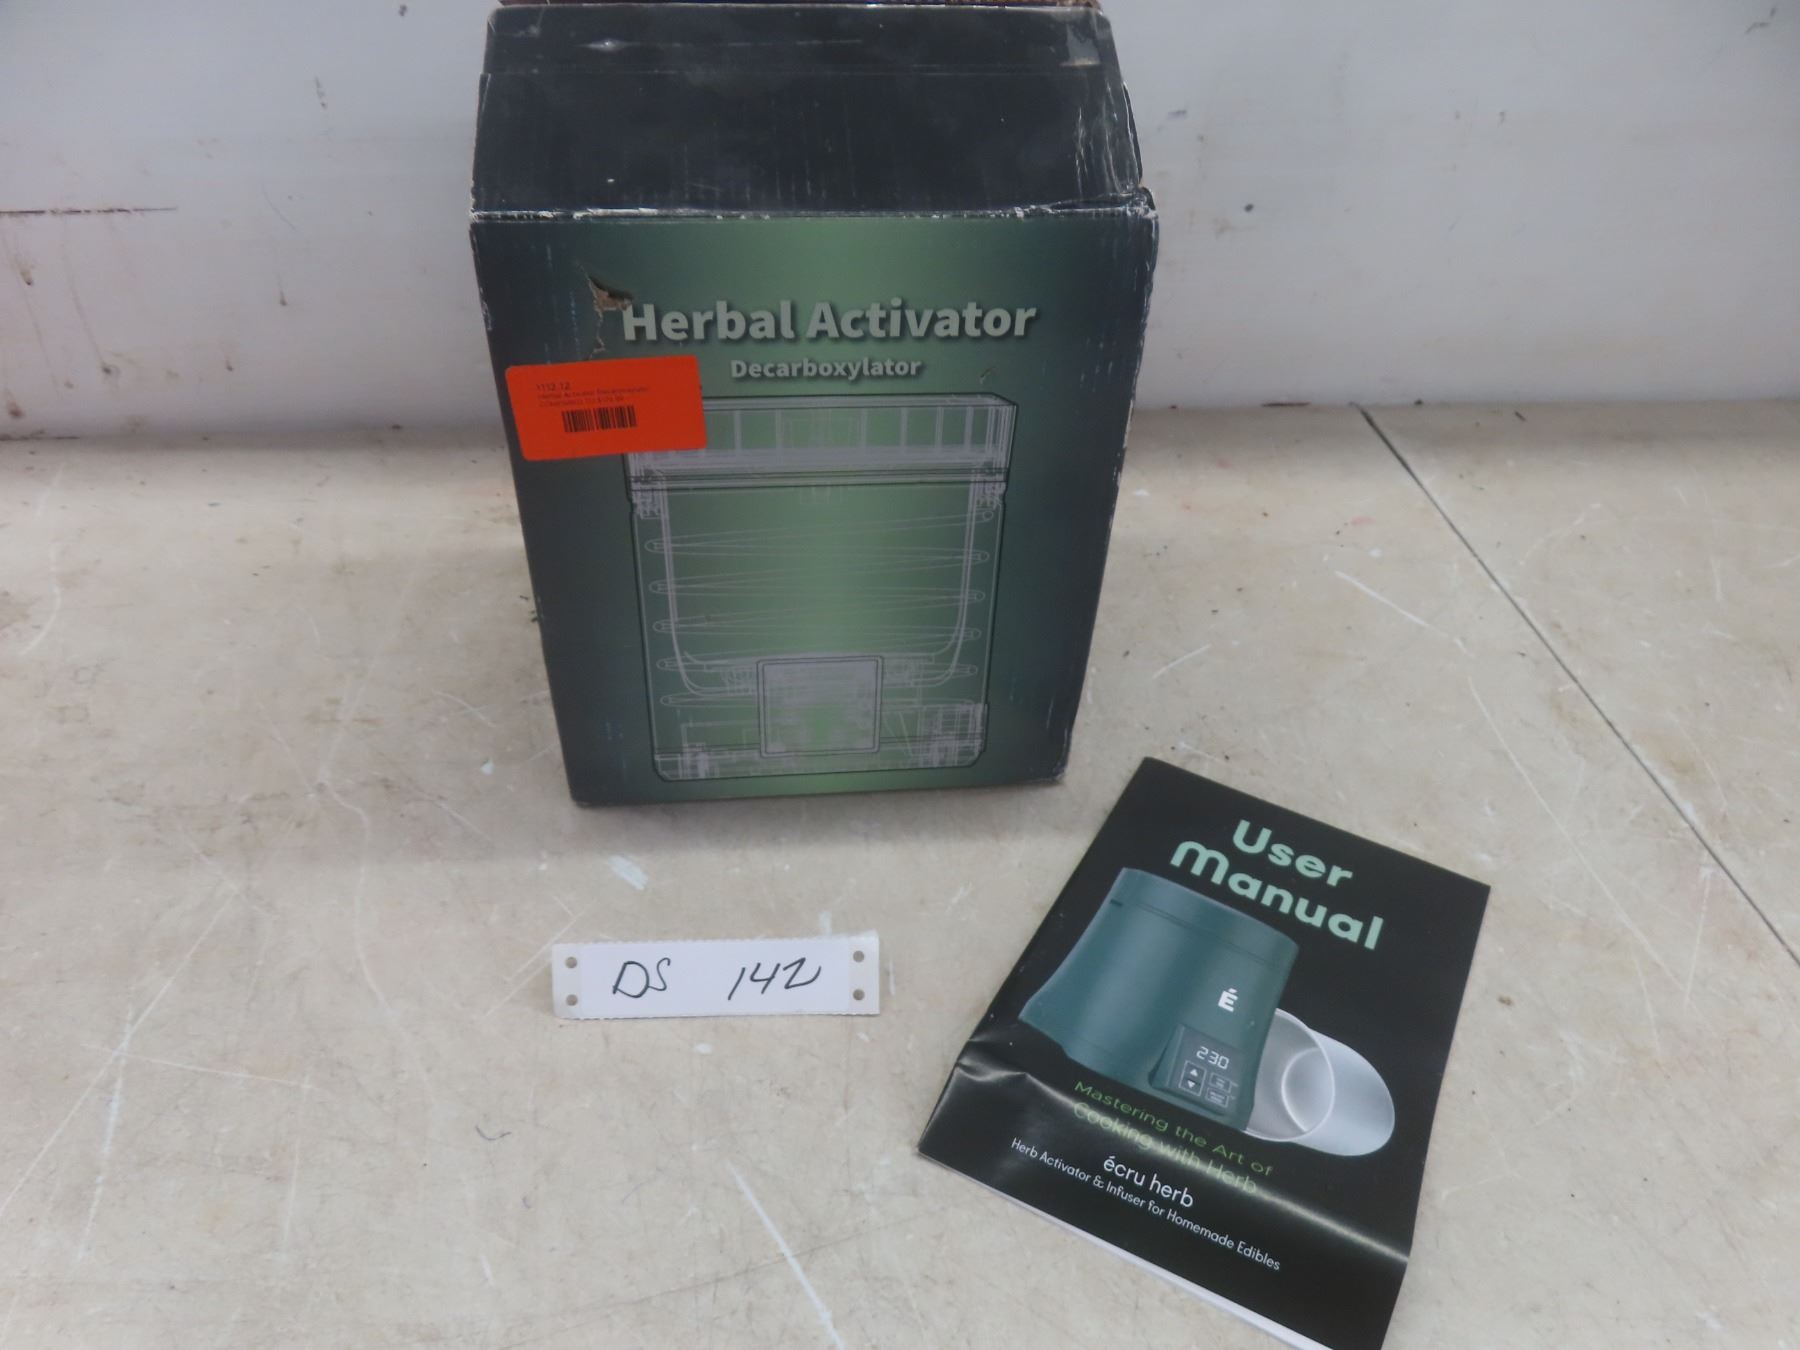 Herbal Activator
Decarboxylator
DS 142
User
Manual
É
230
Mastering the Art of
Cooking with Herb
écru herb
Herb Activator & Infuser for Homemade Edibles